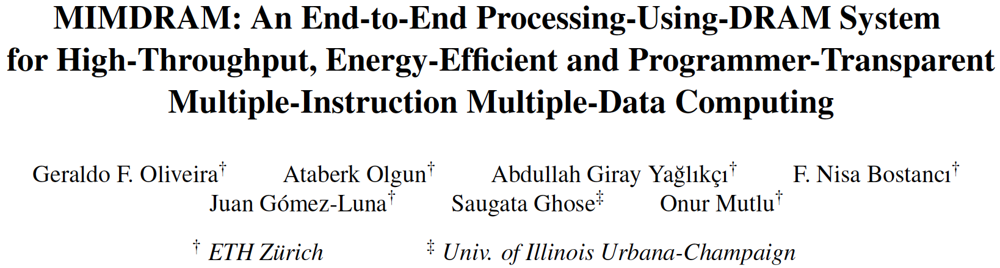 MIMDRAM: An End-to-End Processing-Using-DRAM System
for High-Throughput, Energy-Efficient and Programmer-Transparent
Multiple-Instruction Multiple-Data Computing
Geraldo F. Oliveira† Ataberk Olgun† Abdullah Giray Yağlıkçı† F. Nisa Bostancı†
Juan Gómez-Luna† Saugata Ghose‡ Onur Mutlu†
† ETH Zürich ‡ Univ. of Illinois Urbana-Champaign